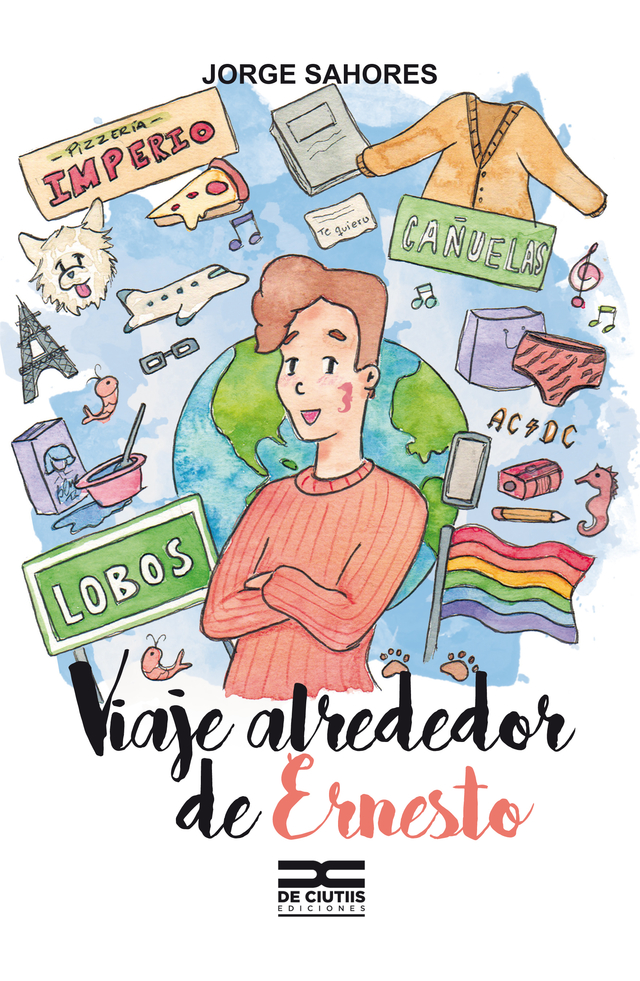 JORGE SAHORES
- PIZZERÍA -
IMPERIO
Te quiero
CAÑUELAS
AC⚡DC
LOBOS
Viaje alrededor
de Ernesto
DE CIUTIIS
EDICIONES